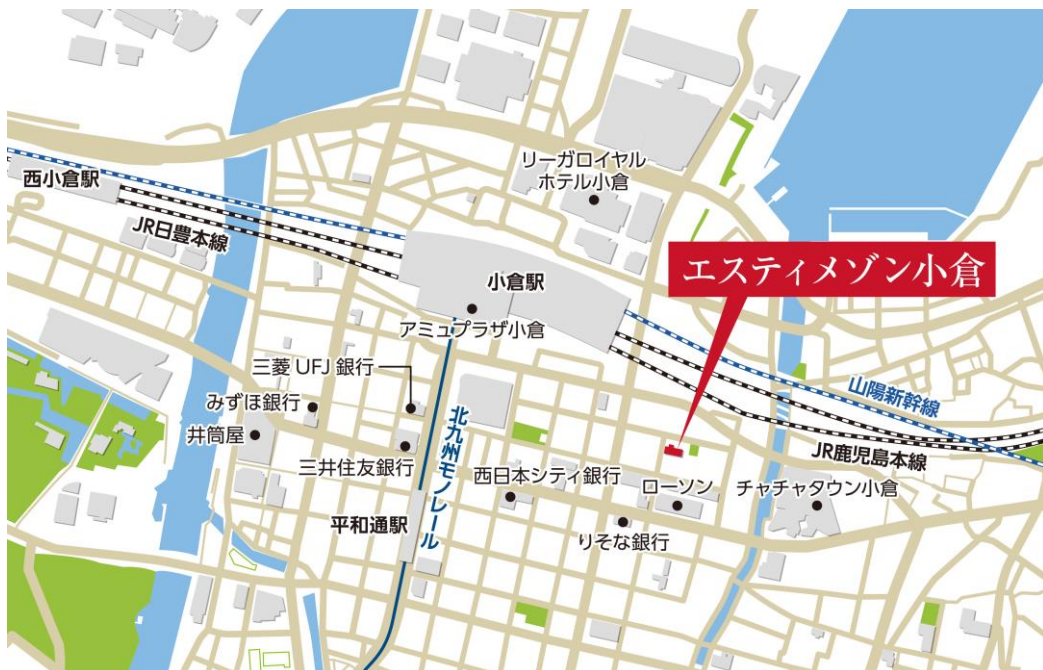 リーガロイヤル
ホテル小倉
西小倉駅
JR日豊本線
エスティメゾン小倉
小倉駅
アミュプラザ小倉
三菱UFJ銀行
山陽新幹線
みずほ銀行
北九州モノレール
井筒屋
JR鹿児島本線
三井住友銀行
西日本シティ銀行
ローソン
チャチャタウン小倉
平和通駅
りそな銀行